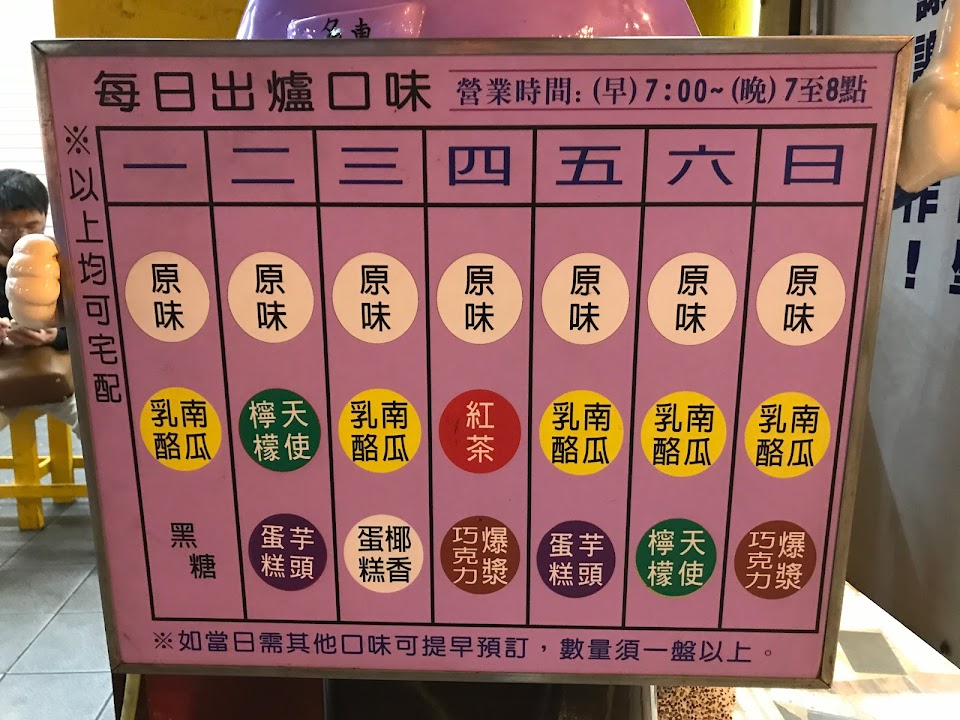 每日出爐口味 營業時間:(早)7:00~(晚)7至8點
※以上均可宅配
一 二 三 四 五 六 日
原味 原味 原味 原味 原味 原味 原味
南瓜乳酪 天使檸檬 南瓜乳酪 紅茶 南瓜乳酪 南瓜乳酪 南瓜乳酪
黑糖 芋頭蛋糕 椰香蛋糕 爆漿巧克力 芋頭蛋糕 天使檸檬 爆漿巧克力
※如當日需其他口味可提早預訂，數量須一盤以上。
作！